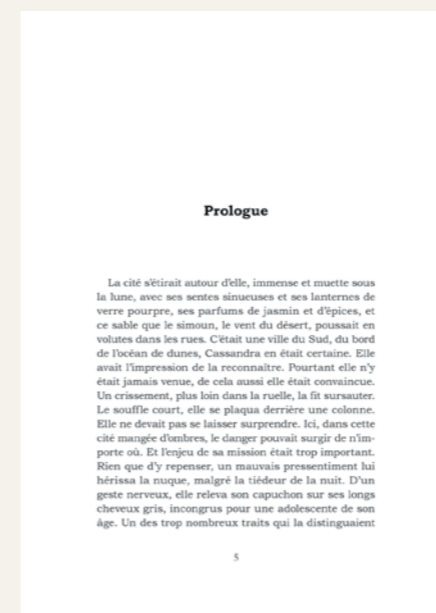 Prologue
La cité s'étirait autour d'elle, immense et muette sous
la lune, avec ses sentes sinueuses et ses lanternes de
verre pourpre, ses parfums de jasmin et d'épices, et
ce sable que le simoun, le vent du désert, poussait en
volutes dans les rues. C'était une ville du Sud, du bord
de l'océan de dunes, Cassandra en était certaine. Elle
avait l'impression de la reconnaître. Pourtant elle n'y
était jamais venue, de cela aussi elle était convaincue.
Un crissement, plus loin dans la ruelle, la fit sursauter.
Le souffle court, elle se plaqua derrière une colonne.
Elle ne devait pas se laisser surprendre. Ici, dans cette
cité mangée d'ombres, le danger pouvait surgir de n'im-
porte où. Et l'enjeu de sa mission était trop important.
Rien que d'y repenser, un mauvais pressentiment lui
hérissa la nuque, malgré la tiédeur de la nuit. D'un
geste nerveux, elle releva son capuchon sur ses longs
cheveux gris, incongrus pour une adolescente de son
âge. Un des trop nombreux traits qui la distinguaient
5